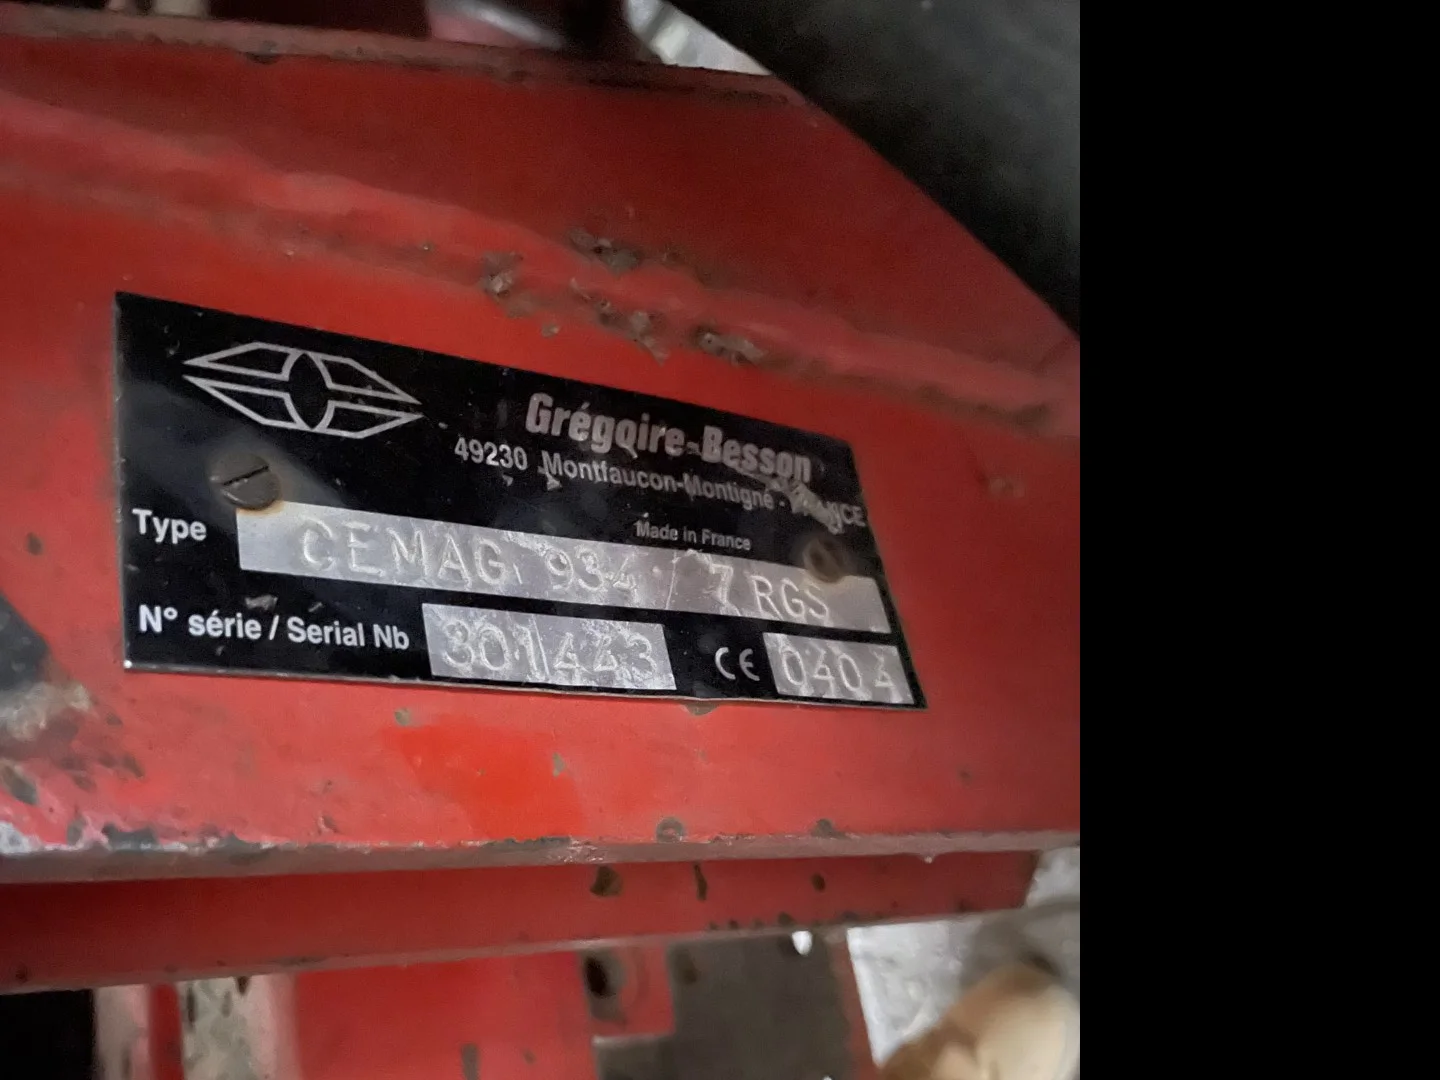 Grégoire-Besson
49230 Montfaucon-Montigné - FRANCE
Made in France
Type CEMAG 934 / 7 RGS
N° série / Serial Nb 301443 CE 0404